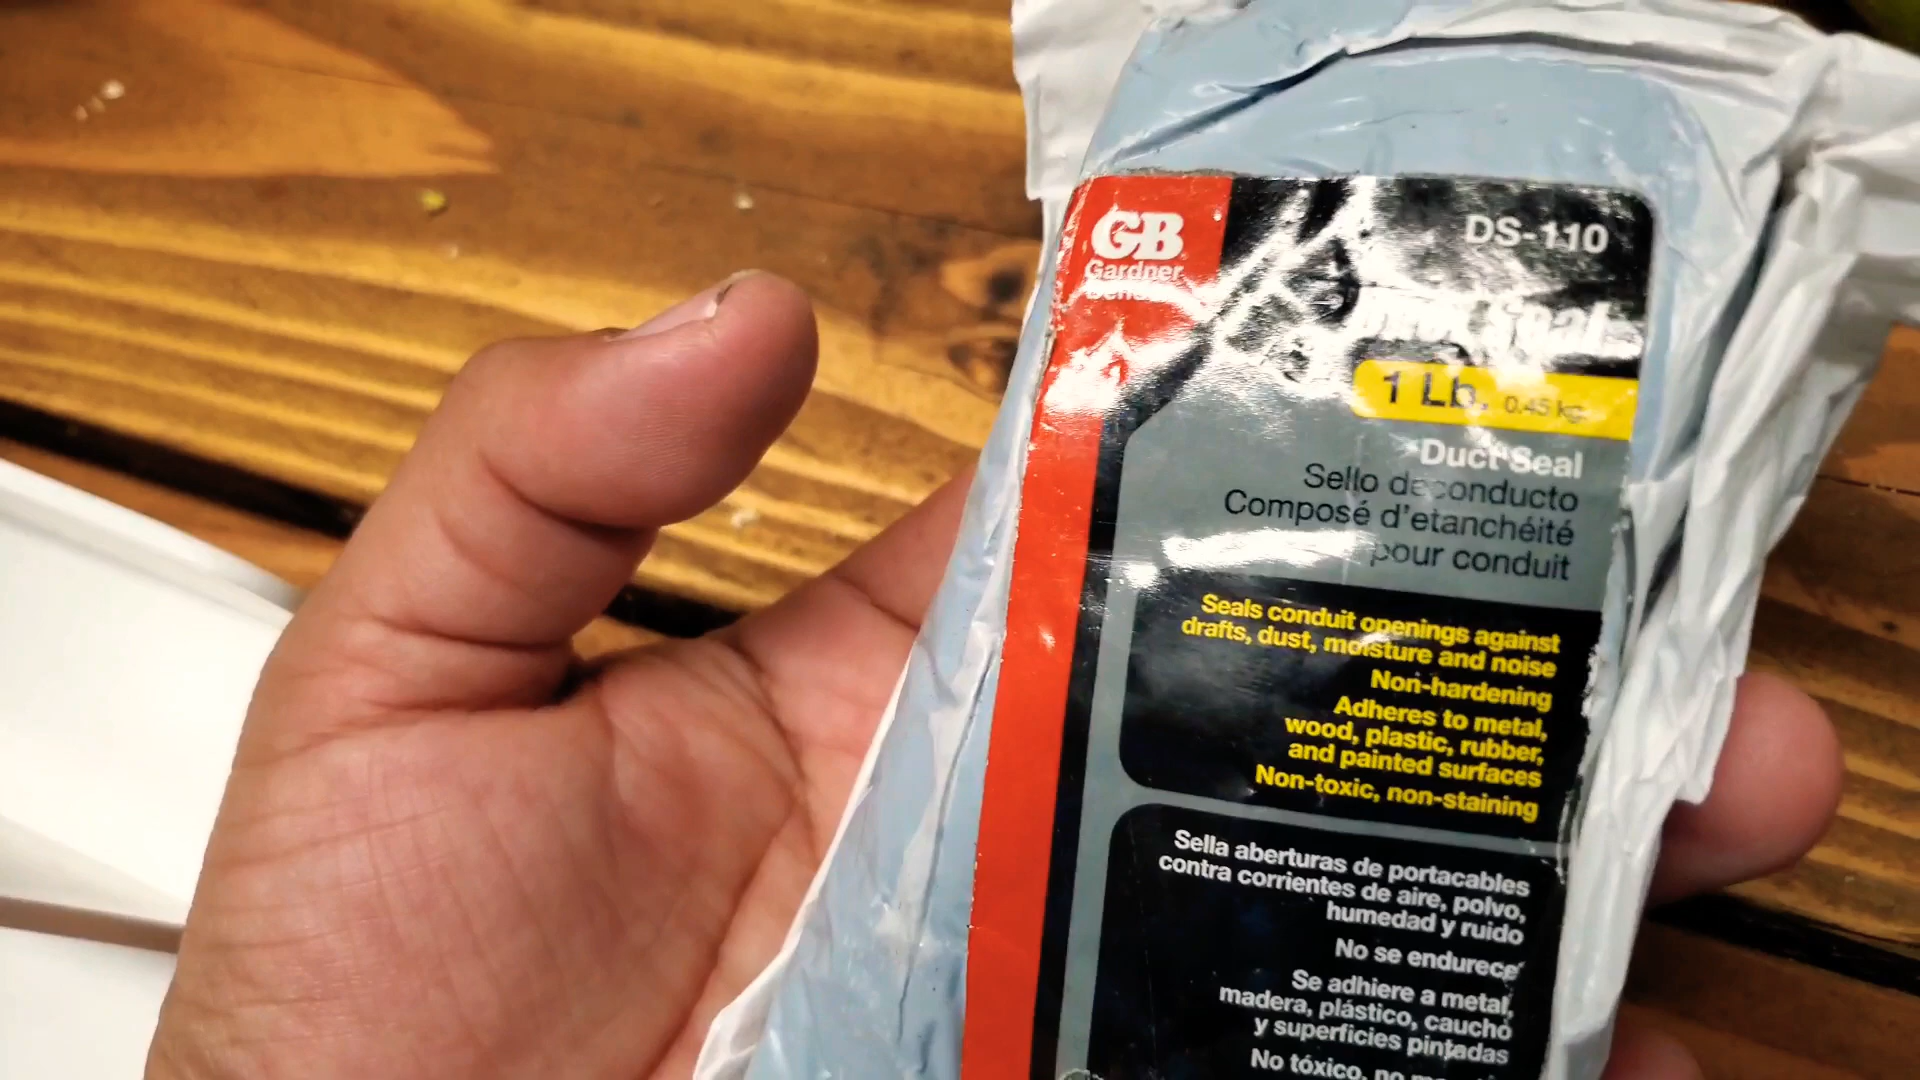 GB
Gardner
DS-110
Seal
1 Lb. 0.45 kg
Duct Seal
Sello de conducto
Composé d'etanchéité
pour conduit
Seals conduit openings against
drafts, dust, moisture and noise
Non-hardening
Adheres to metal,
wood, plastic, rubber,
and painted surfaces
Non-toxic, non-staining
Sella aberturas de portacables
contra corrientes de aire, polvo,
humedad y ruido
No se endurece
Se adhiere a metal,
madera, plástico, caucho
y superficies pintadas
No tóxico, no